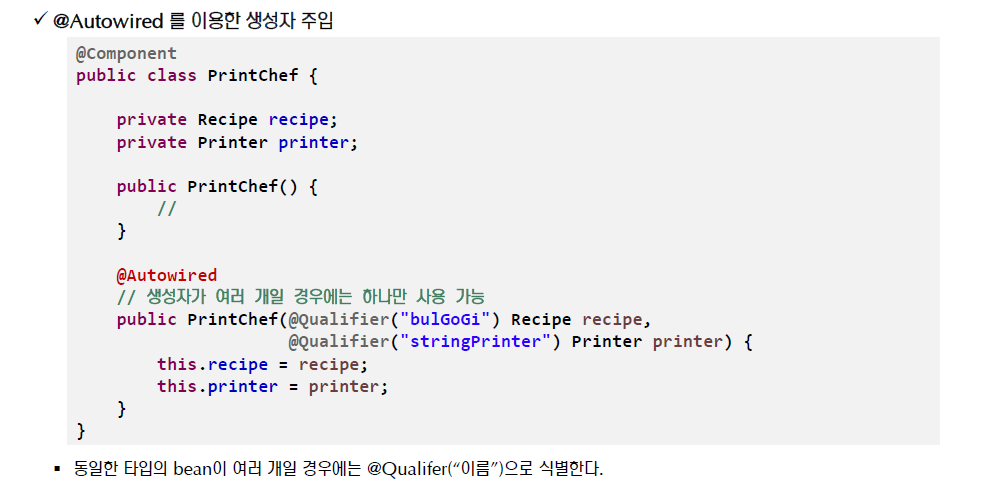 ✓ @Autowired 를 이용한 생성자 주입
@Component
public class PrintChef {
private Recipe recipe;
private Printer printer;
public PrintChef() {
//
}
@Autowired
// 생성자가 여러 개일 경우에는 하나만 사용 가능
public PrintChef(@Qualifier("bulGoGi") Recipe recipe,
@Qualifier("stringPrinter") Printer printer) {
this.recipe = recipe;
this.printer = printer;
}
}
▪ 동일한 타입의 bean이 여러 개일 경우에는 @Qualifer(“이름”)으로 식별한다.